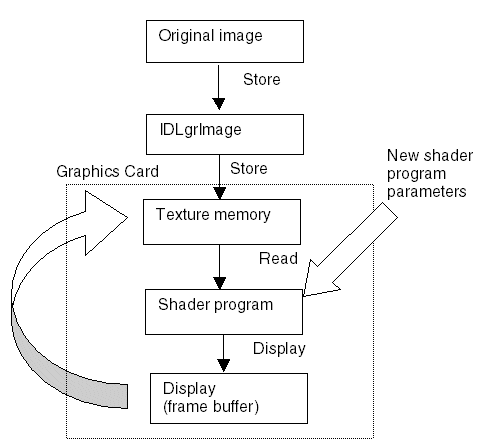 Original image
Store
IDLgrImage
Graphics Card
Store
New shader
program
parameters
Texture memory
Read
Shader program
Display
Display
(frame buffer)